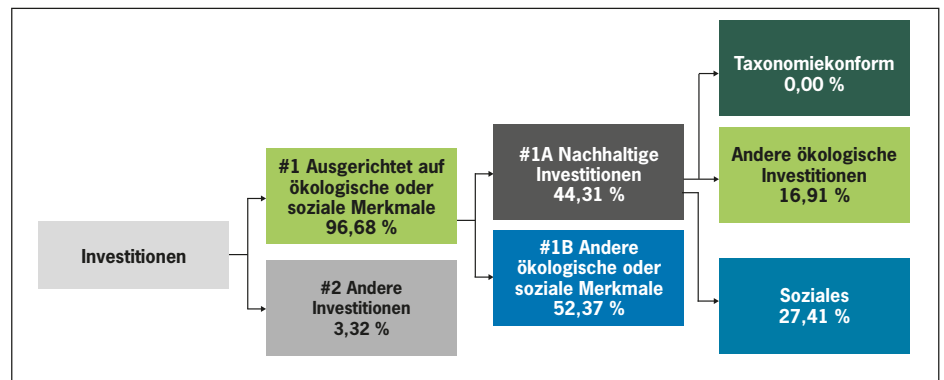 Investitionen
#1 Ausgerichtet auf
ökologische oder
soziale Merkmale
96,68 %
#2 Andere
Investitionen
3,32 %
#1A Nachhaltige
Investitionen
44,31 %
#1B Andere
ökologische oder
soziale Merkmale
52,37 %
Taxonomiekonform
0,00 %
Andere ökologische
Investitionen
16,91 %
Soziales
27,41 %